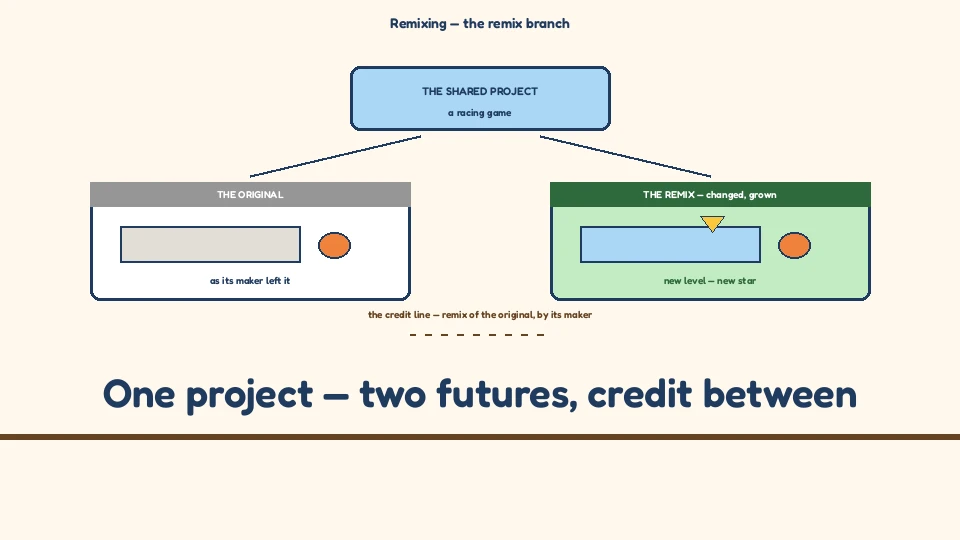 Remixing — the remix branch
THE SHARED PROJECT
a racing game
THE ORIGINAL
as its maker left it
THE REMIX — changed, grown
new level — new star
the credit line — remix of the original, by its maker
One project — two futures, credit between